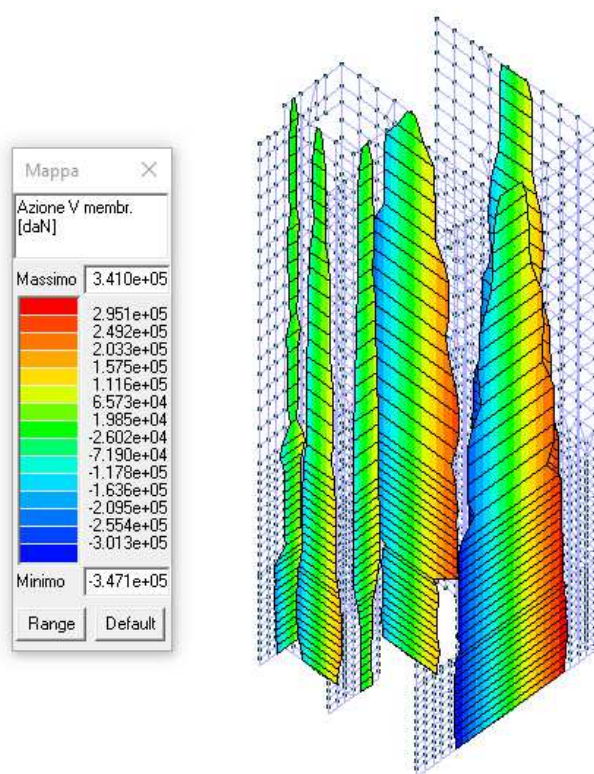 Mappa
Azione V membr.
[daN]
Massimo 3.410e+05
2.951e+05
2.492e+05
2.033e+05
1.575e+05
1.116e+05
6.573e+04
1.985e+04
-2.602e+04
-7.190e+04
-1.178e+05
-1.636e+05
-2.095e+05
-2.554e+05
-3.013e+05
Minimo -3.471e+05
Range Default